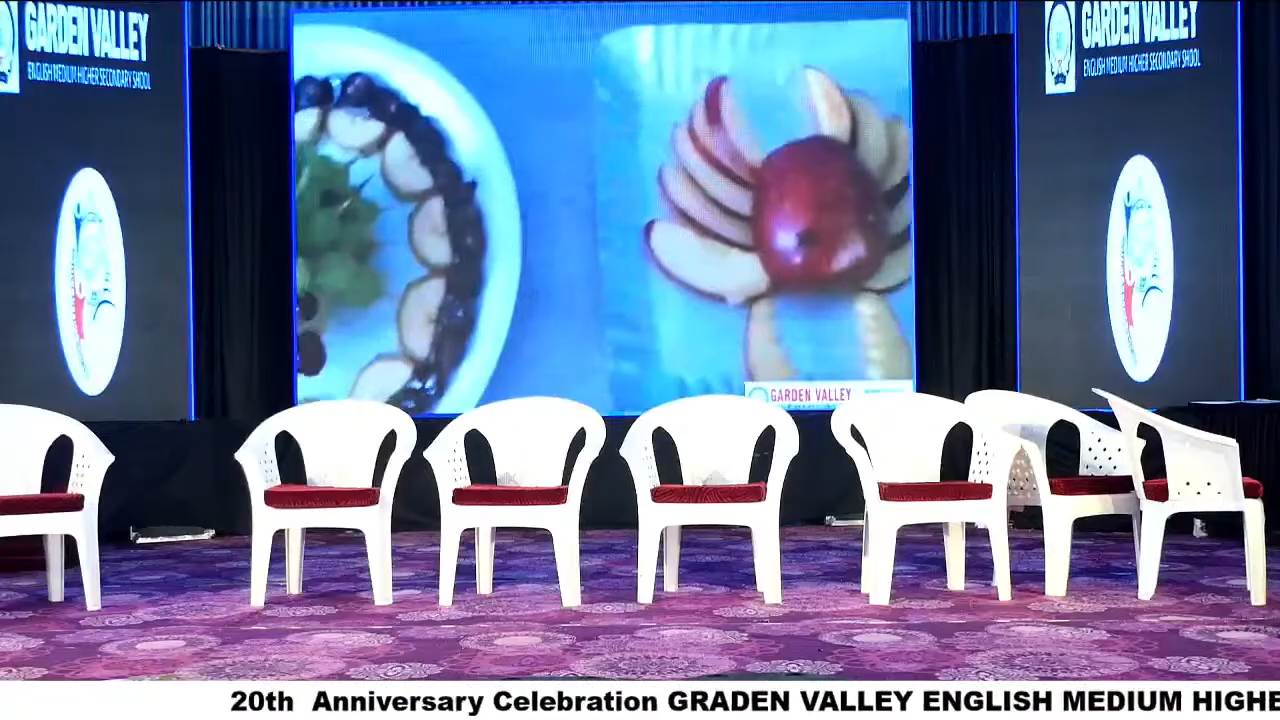 GARDEN VALLEY
ENGLISH MEDIUM HIGHER SECONDARY SHOOL
GARDEN VALLEY
ENGLISH MEDIUM HIGHER SECONDARY SHOOL
GARDEN VALLEY
20th Anniversary Celebration GRADEN VALLEY ENGLISH MEDIUM HIGHE